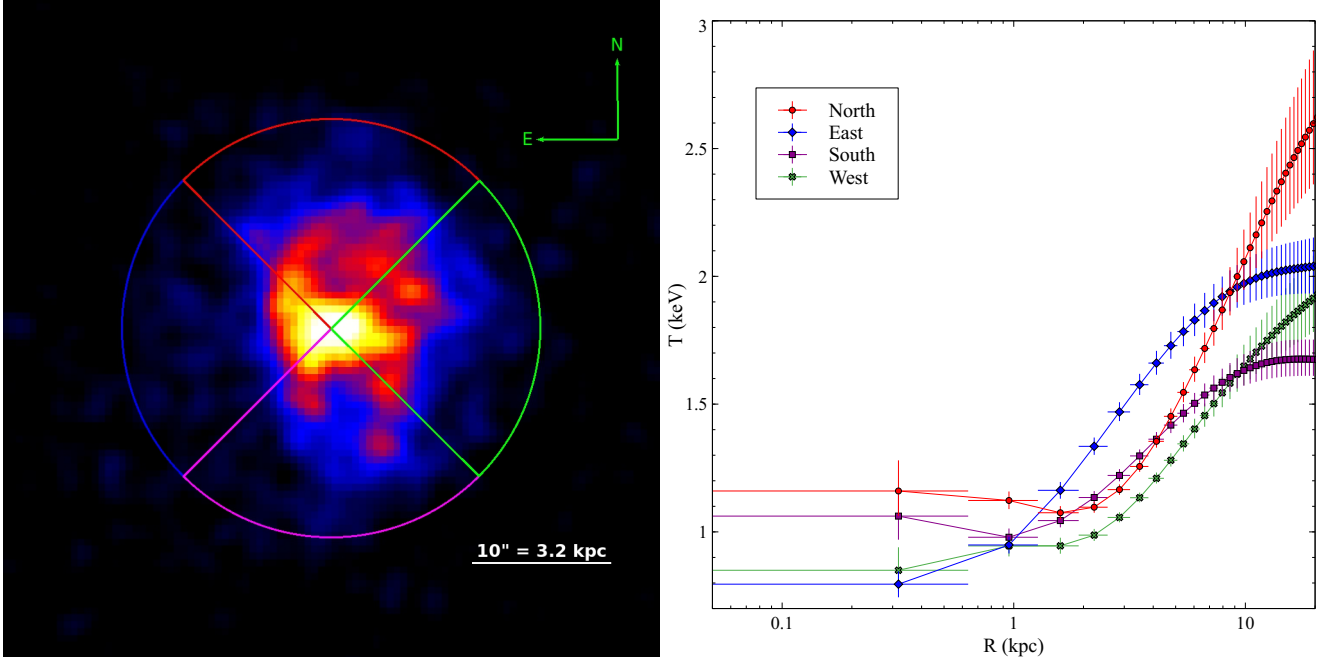 N
E
10" = 3.2 kpc
3
2.5
2
1.5
1
T (keV)
North
East
South
West
0.1
1
10
R (kpc)